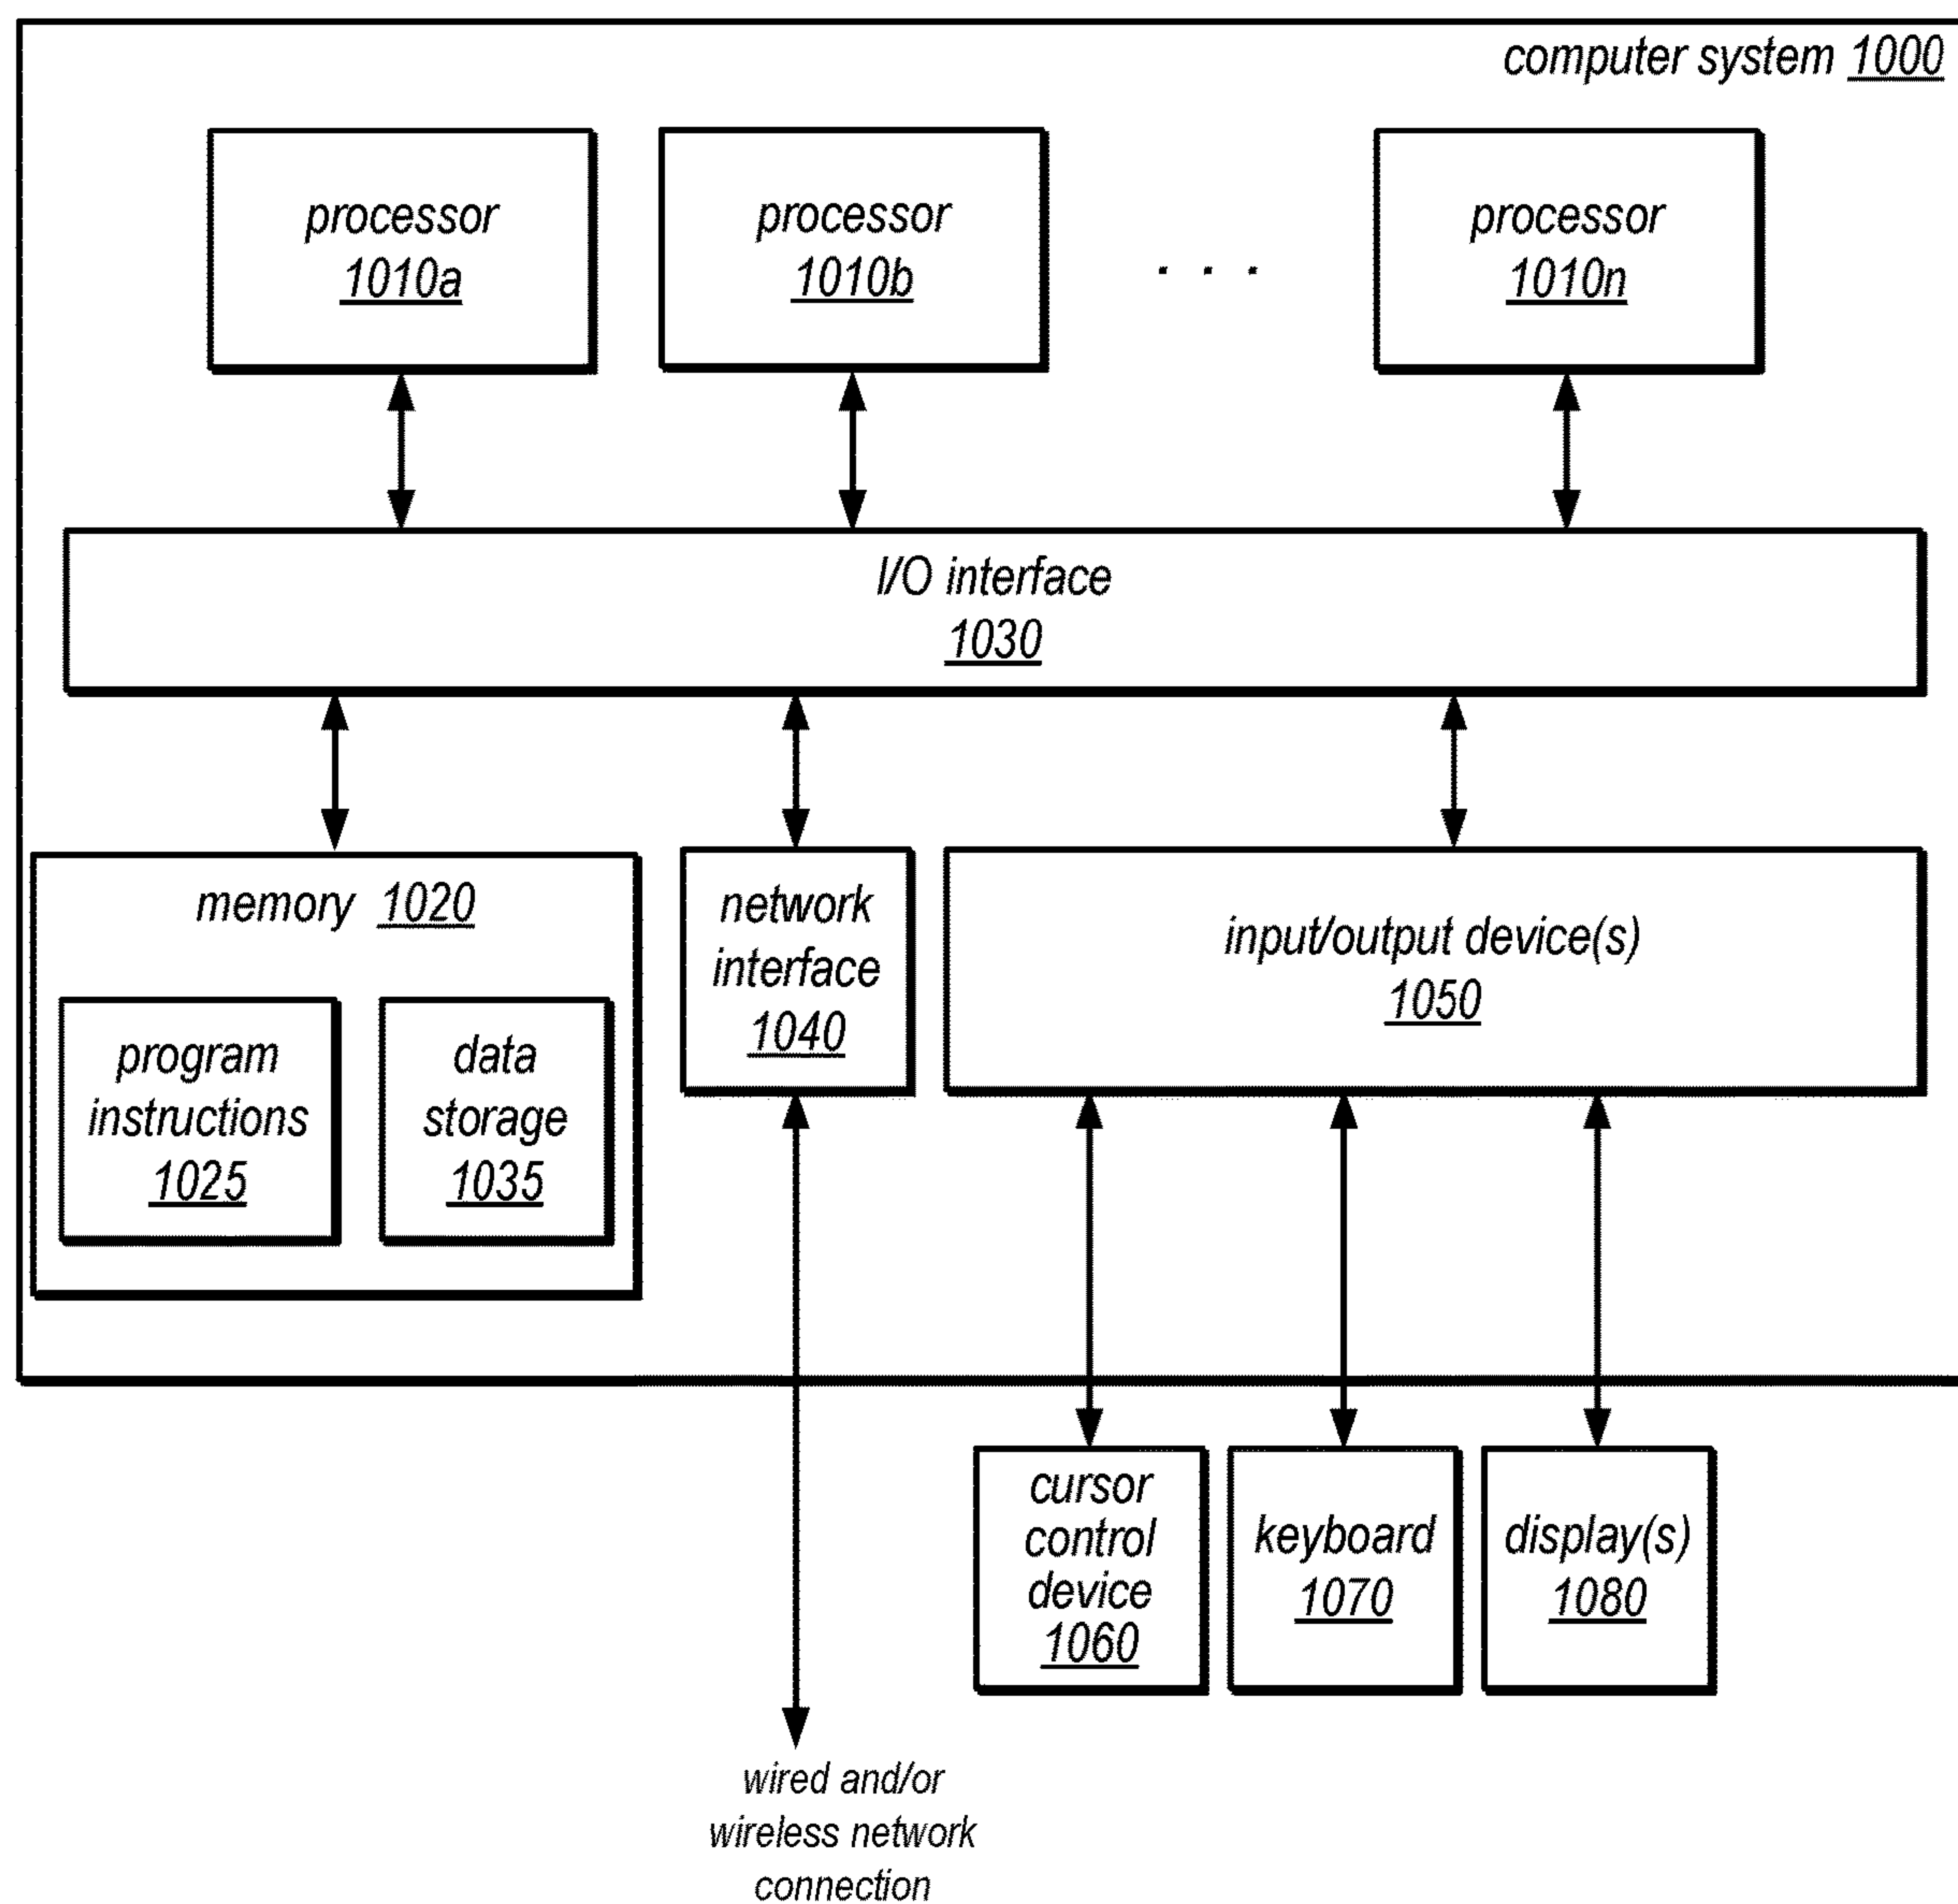 computer system 1000
processor
1010a
processor
1010b
. . .
processor
1010n
I/O interface
1030
memory 1020
program
instructions
1025
data
storage
1035
network
interface
1040
input/output device(s)
1050
cursor
control
device
1060
keyboard
1070
display(s)
1080
wired and/or
wireless network
connection